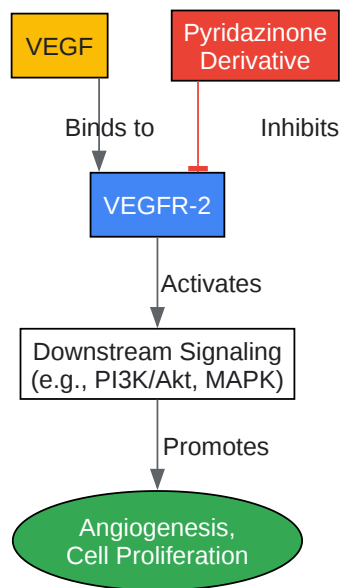 VEGF
Pyridazinone
Derivative
Binds to
Inhibits
VEGFR-2
Activates
Downstream Signaling
(e.g., PI3K/Akt, MAPK)
Promotes
Angiogenesis,
Cell Proliferation